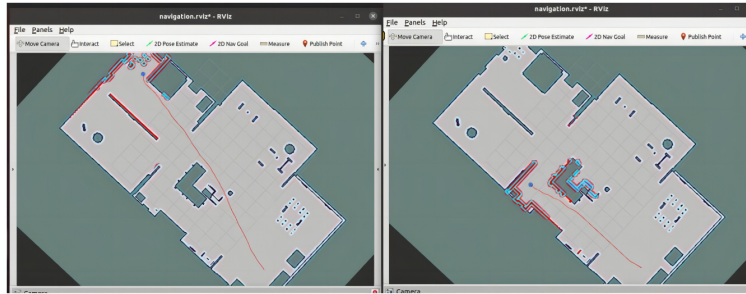 navigation.rviz* - RViz
File Panels Help
Move Camera Interact Select 2D Pose Estimate 2D Nav Goal Measure Publish Point
Camera
navigation.rviz* - RViz
File Panels Help
Move Camera Interact Select 2D Pose Estimate 2D Nav Goal Measure Publish Point
Camera